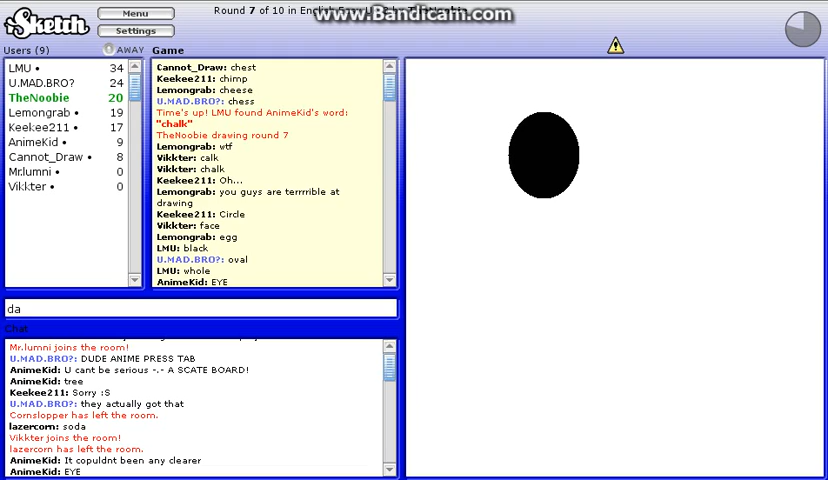 www.Bandicam.com
iSketch
Menu
Settings
Round 7 of 10 in English Easy
Users (9)
AWAY
Game
LMU • 34
U.MAD.BRO? 24
TheNoobie 20
Lemongrab • 19
Keekee211 • 17
AnimeKid • 9
Cannot_Draw • 8
Mr.lumni • 0
Vikkter • 0
Cannot_Draw: chest
Keekee211: chimp
Lemongrab: cheese
U.MAD.BRO?: chess
Time's up! LMU found AnimeKid's word:
"chalk"
TheNoobie drawing round 7
Lemongrab: wtf
Vikkter: calk
Vikkter: chalk
Keekee211: Oh...
Lemongrab: you guys are terrrrible at
drawing
Keekee211: Circle
Vikkter: face
Lemongrab: egg
LMU: black
U.MAD.BRO?: oval
LMU: whole
AnimeKid: EYE
da
Chat
Mr.lumni joins the room!
U.MAD.BRO?: DUDE ANIME PRESS TAB
AnimeKid: U cant be serious -.- A SCATE BOARD!
AnimeKid: tree
Keekee211: Sorry :S
U.MAD.BRO?: they actually got that
Cornslopper has left the room.
lazercorn: soda
Vikkter joins the room!
lazercorn has left the room.
AnimeKid: It copuldnt been any clearer
AnimeKid: EYE